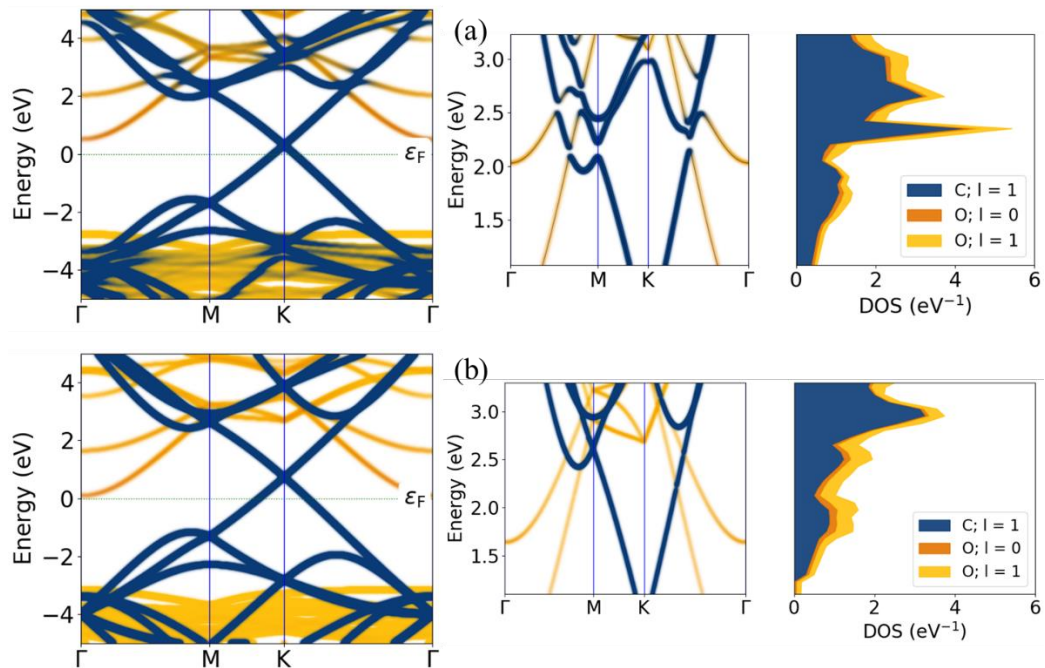 (a)
Energy (eV)
4
2
0
−2
−4
εF
Γ M K Γ
Energy (eV)
3.0
2.5
2.0
1.5
Γ M K Γ
C; l = 1
O; l = 0
O; l = 1
0 2 4 6
DOS (eV⁻¹)
(b)
Energy (eV)
4
2
0
−2
−4
εF
Γ M K Γ
Energy (eV)
3.0
2.5
2.0
1.5
Γ M K Γ
C; l = 1
O; l = 0
O; l = 1
0 2 4 6
DOS (eV⁻¹)